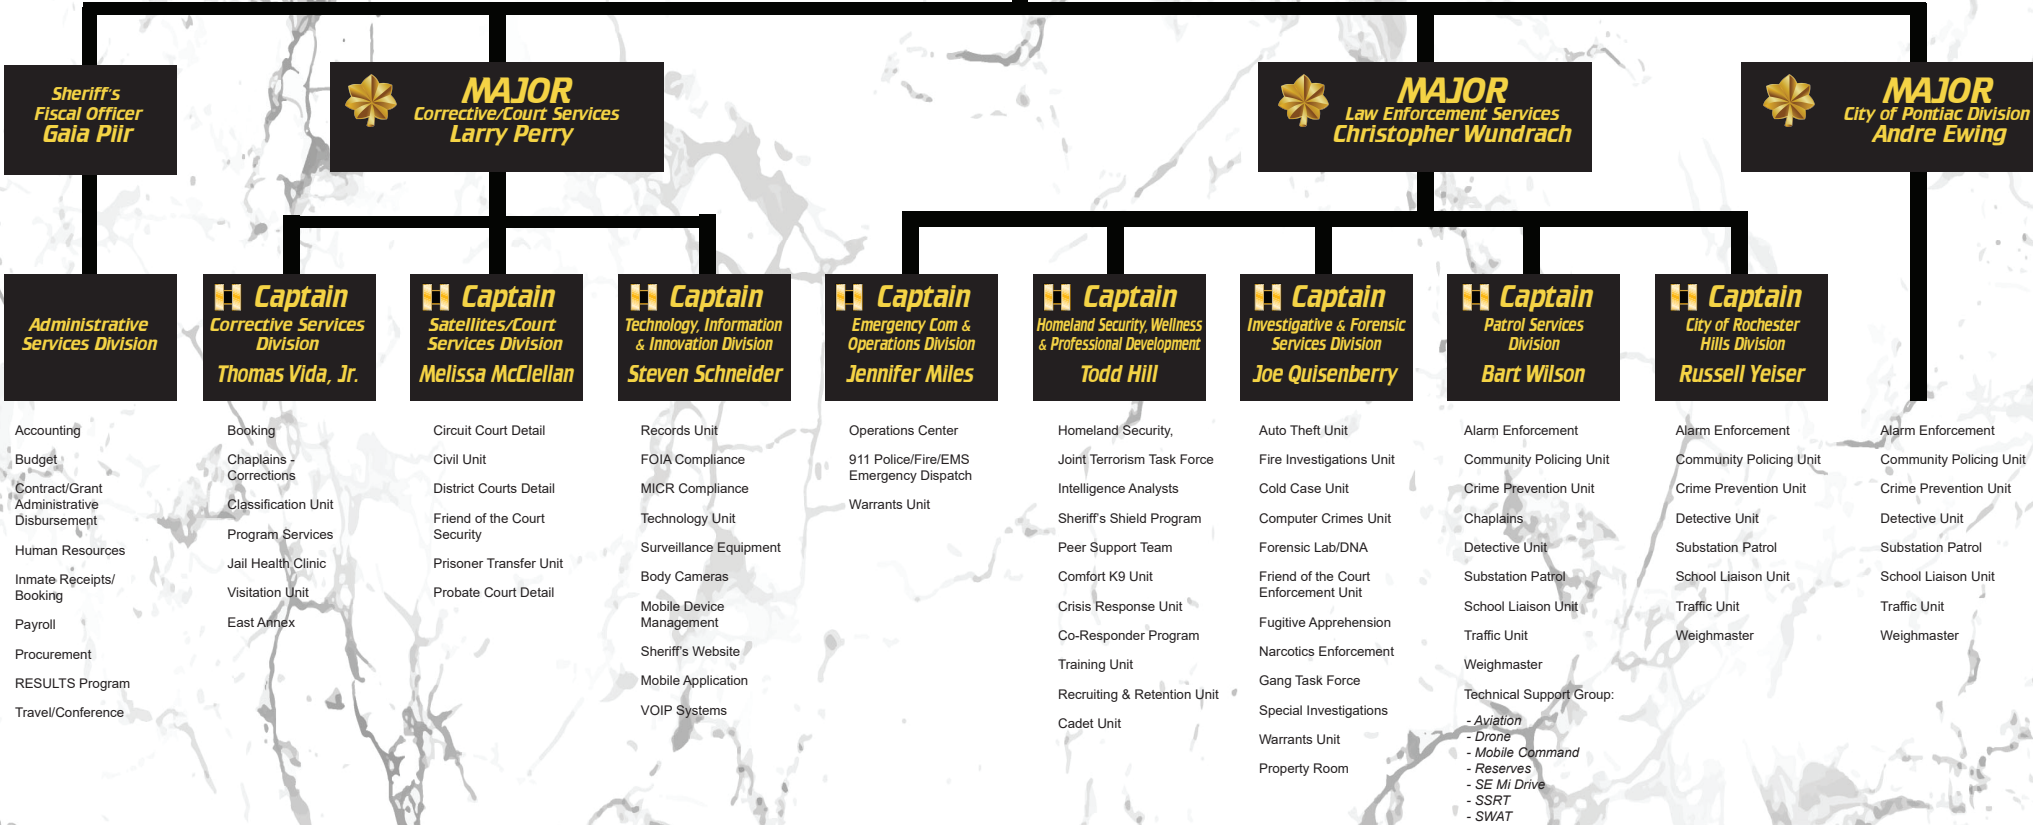 Sheriff's
Fiscal Officer
Gaia Piir
MAJOR
Corrective/Court Services
Larry Perry
MAJOR
Law Enforcement Services
Christopher Wundrach
MAJOR
City of Pontiac Division
Andre Ewing
Administrative
Services Division
Captain
Corrective Services
Division
Thomas Vida, Jr.
Captain
Satellites/Court
Services Division
Melissa McClellan
Captain
Technology, Information
& Innovation Division
Steven Schneider
Captain
Emergency Com &
Operations Division
Jennifer Miles
Captain
Homeland Security, Wellness
& Professional Development
Todd Hill
Captain
Investigative & Forensic
Services Division
Joe Quisenberry
Captain
Patrol Services
Division
Bart Wilson
Captain
City of Rochester
Hills Division
Russell Yeiser
Accounting
Budget
Contract/Grant
Administrative
Disbursement
Human Resources
Inmate Receipts/
Booking
Payroll
Procurement
RESULTS Program
Travel/Conference
Booking
Chaplains -
Corrections
Classification Unit
Program Services
Jail Health Clinic
Visitation Unit
East Annex
Circuit Court Detail
Civil Unit
District Courts Detail
Friend of the Court
Security
Prisoner Transfer Unit
Probate Court Detail
Records Unit
FOIA Compliance
MICR Compliance
Technology Unit
Surveillance Equipment
Body Cameras
Mobile Device
Management
Sheriff's Website
Mobile Application
VOIP Systems
Operations Center
911 Police/Fire/EMS
Emergency Dispatch
Warrants Unit
Homeland Security,
Joint Terrorism Task Force
Intelligence Analysts
Sheriff's Shield Program
Peer Support Team
Comfort K9 Unit
Crisis Response Unit
Co-Responder Program
Training Unit
Recruiting & Retention Unit
Cadet Unit
Auto Theft Unit
Fire Investigations Unit
Cold Case Unit
Computer Crimes Unit
Forensic Lab/DNA
Friend of the Court
Enforcement Unit
Fugitive Apprehension
Narcotics Enforcement
Gang Task Force
Special Investigations
Warrants Unit
Property Room
Alarm Enforcement
Community Policing Unit
Crime Prevention Unit
Chaplains
Detective Unit
Substation Patrol
School Liaison Unit
Traffic Unit
Weighmaster
Technical Support Group:
- Aviation
- Drone
- Mobile Command
- Reserves
- SE Mi Drive
- SSRT
- SWAT
Alarm Enforcement
Community Policing Unit
Crime Prevention Unit
Detective Unit
Substation Patrol
School Liaison Unit
Traffic Unit
Weighmaster
Alarm Enforcement
Community Policing Unit
Crime Prevention Unit
Detective Unit
Substation Patrol
School Liaison Unit
Traffic Unit
Weighmaster